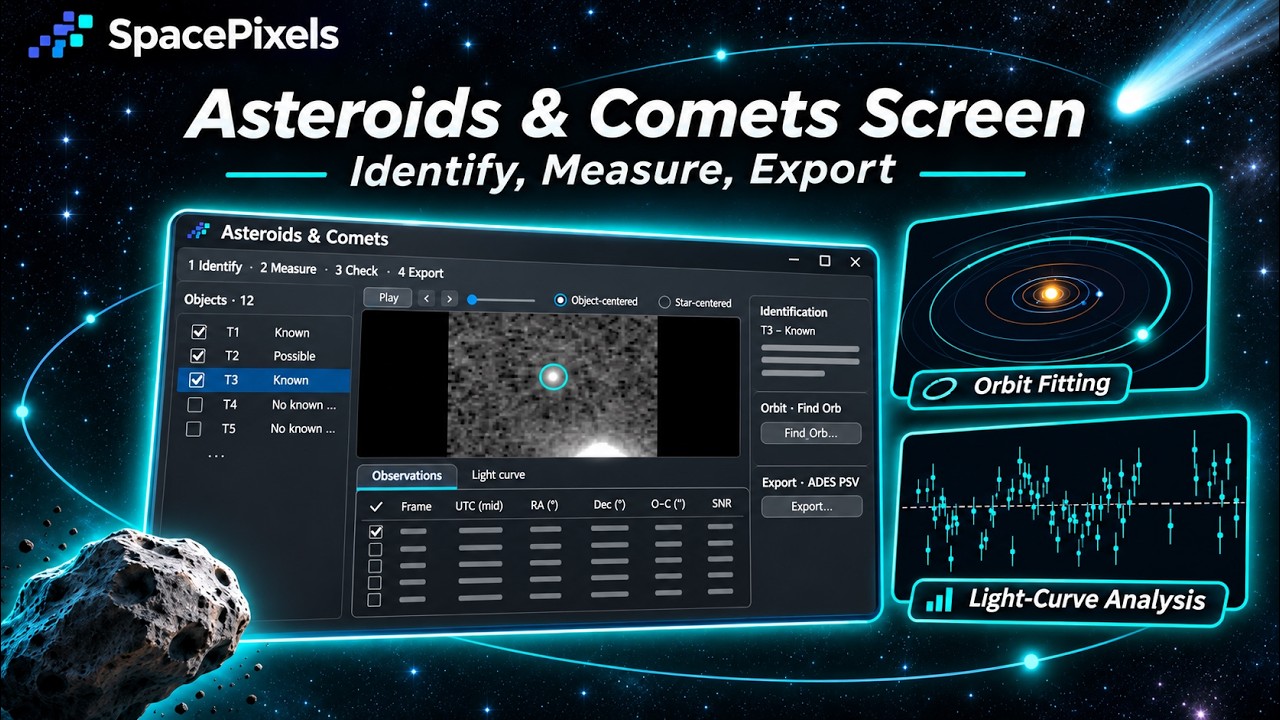 SpacePixels
Asteroids & Comets Screen
Identify, Measure, Export
Asteroids & Comets
1 Identify · 2 Measure · 3 Check · 4 Export
Objects · 12
T1 Known
T2 Possible
T3 Known
T4 No known ...
T5 No known ...
...
Play < > Object-centered Star-centered
Observations Light curve
Frame UTC (mid) RA (°) Dec (°) O-C (") SNR
Identification
T3 – Known
Orbit · Find Orb
Find_Orb...
Export · ADES PSV
Export...
Orbit Fitting
Light-Curve Analysis